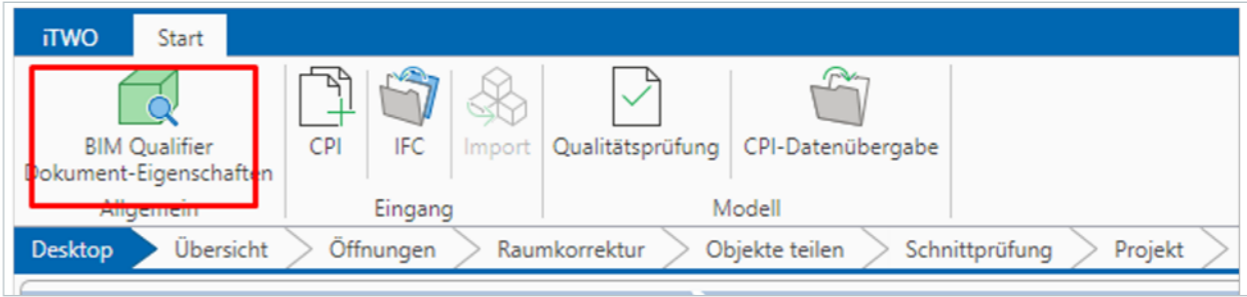 iTWO Start
BIM Qualifier
Dokument-Eigenschaften
CPI IFC Import Qualitätsprüfung CPI-Datenübergabe
Allgemein Eingang Modell
Desktop Übersicht Öffnungen Raumkorrektur Objekte teilen Schnittprüfung Projekt